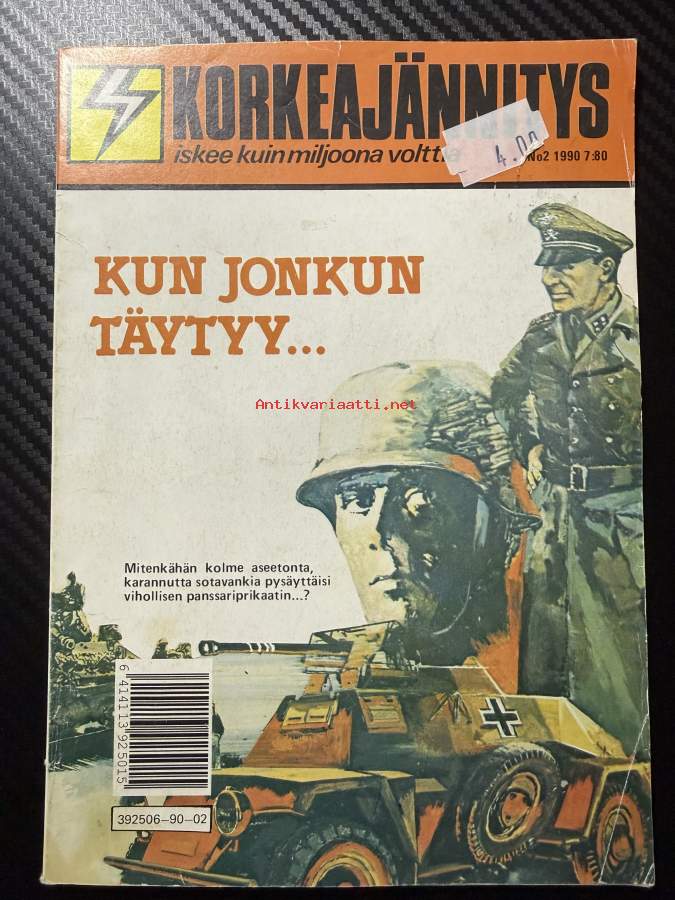 KORKEAJÄNNITYS
iskee kuin miljoona volttia
4.00
No2 1990 7:80
KUN JONKUN
TÄYTYY...
Antikvariaatti.net
Mitenkähän kolme aseetonta,
karannutta sotavankia pysäyttäisi
vihollisen panssariprikaatin...?
6 414113 925015
392506-90-02